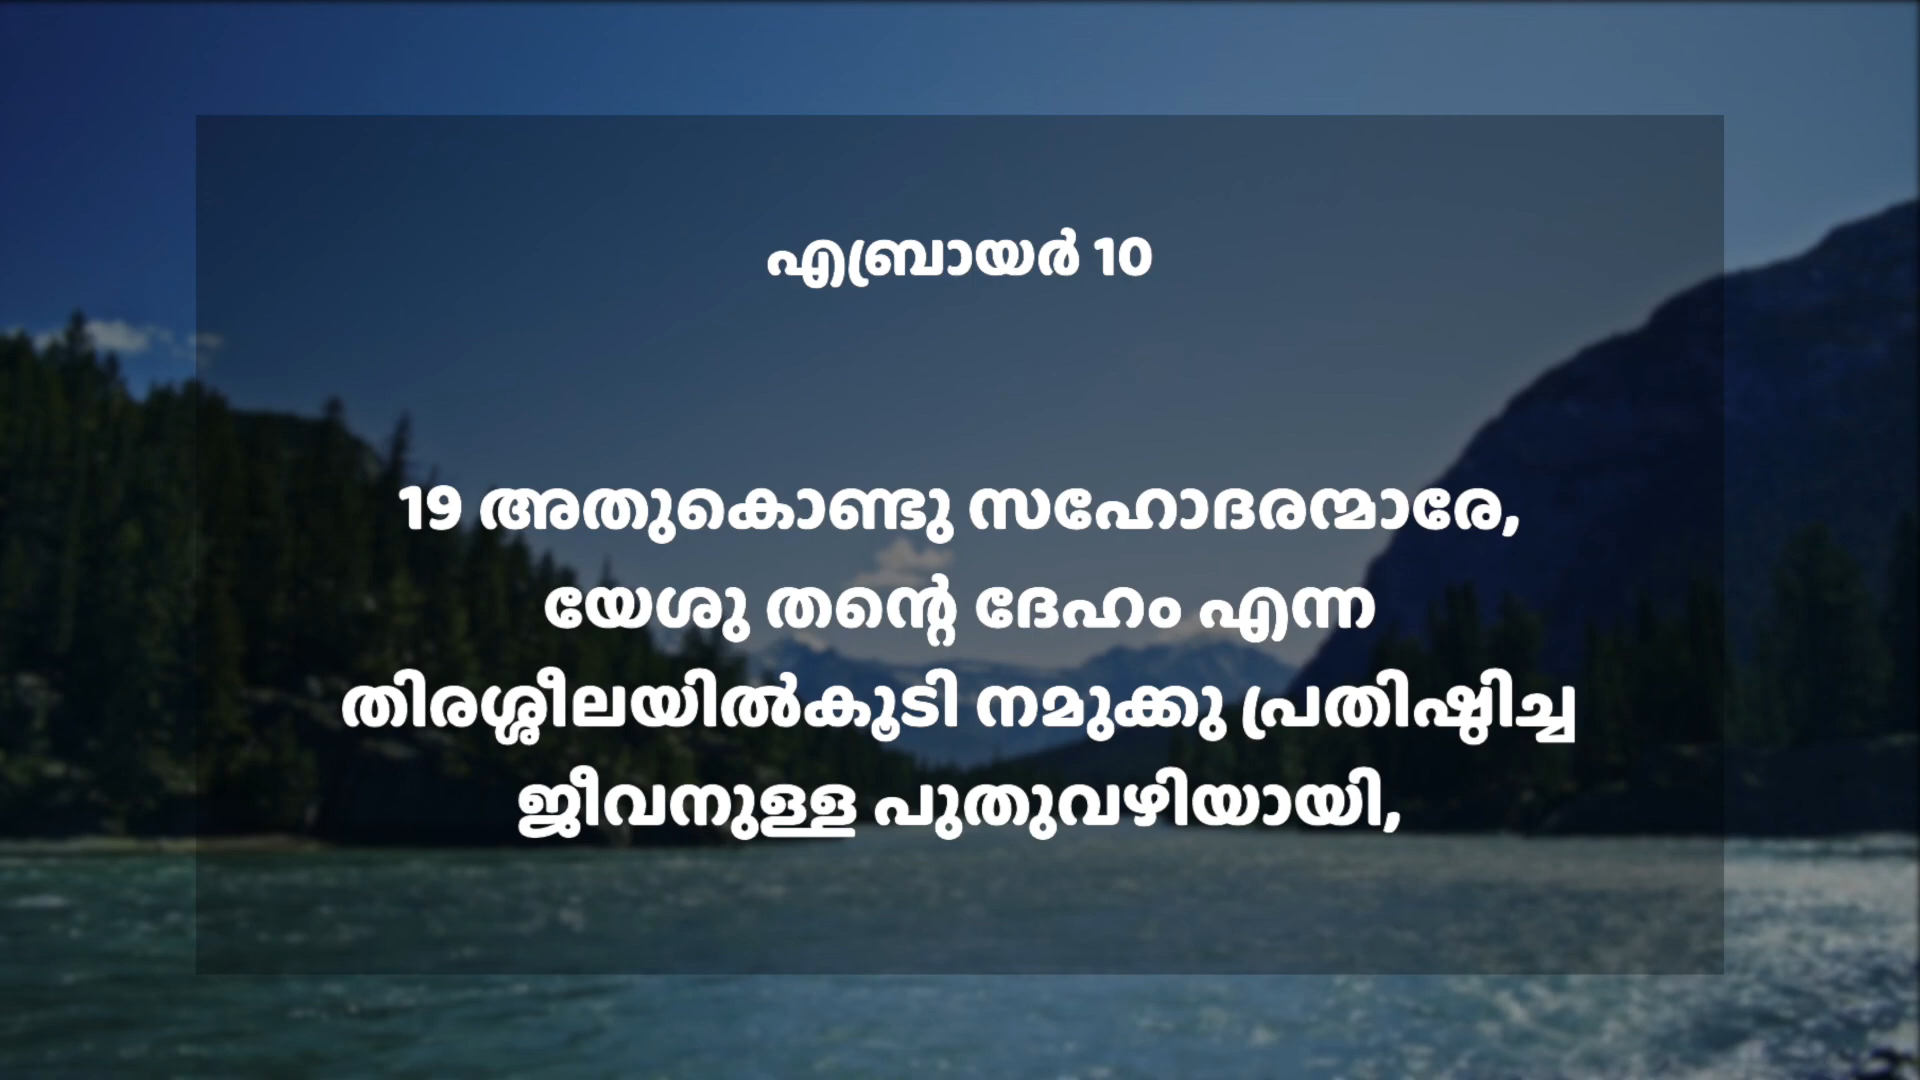 എബ്രായർ 10
19 അതുകൊണ്ടു സഹോദരന്മാരേ,
യേശു തന്റെ ദേഹം എന്ന
തിരശ്ശീലയിൽകൂടി നമുക്കു പ്രതിഷ്ഠിച്ച
ജീവനുള്ള പുതുവഴിയായി,